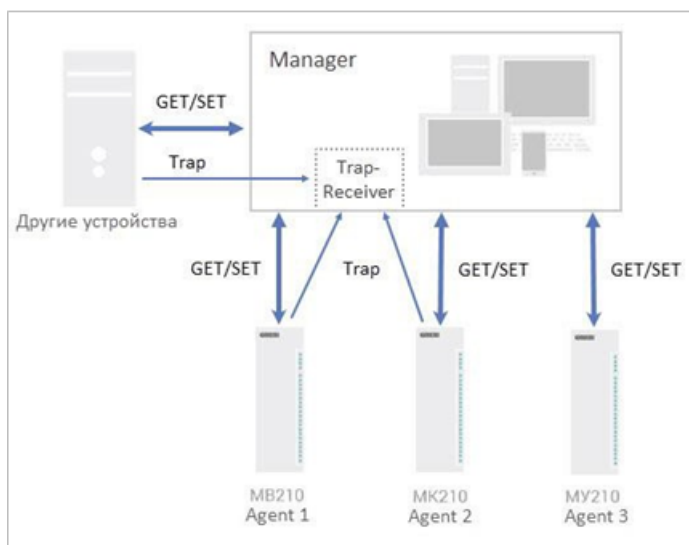 Manager
GET/SET
Trap
Trap-
Receiver
Другие устройства
GET/SET
Trap
GET/SET
GET/SET
МВ210
Agent 1
МК210
Agent 2
МУ210
Agent 3